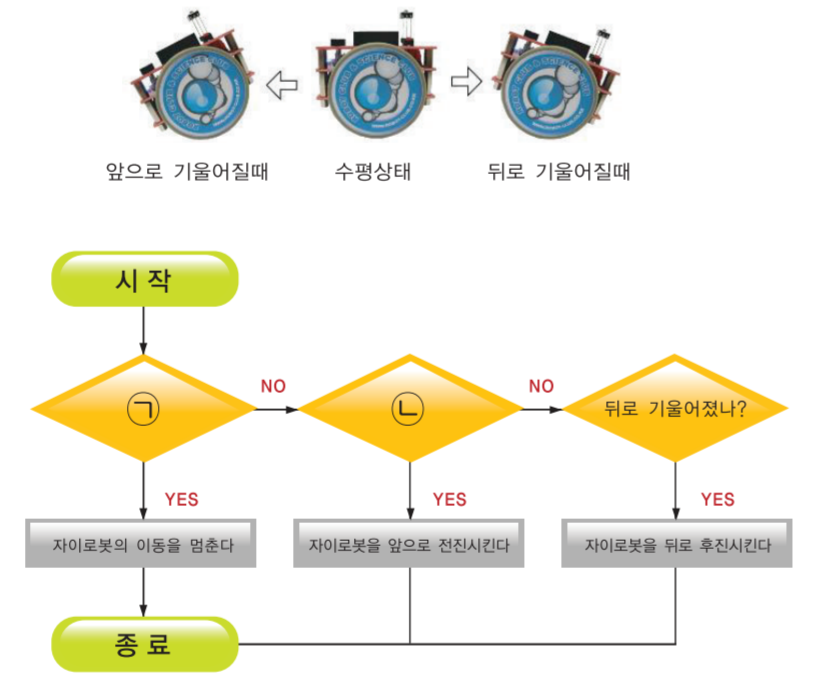 앞으로 기울어질때
수평상태
뒤로 기울어질때
시작
㉠
NO
㉡
NO
뒤로 기울어졌나?
YES
YES
YES
자이로봇의 이동을 멈춘다
자이로봇을 앞으로 전진시킨다
자이로봇을 뒤로 후진시킨다
종료